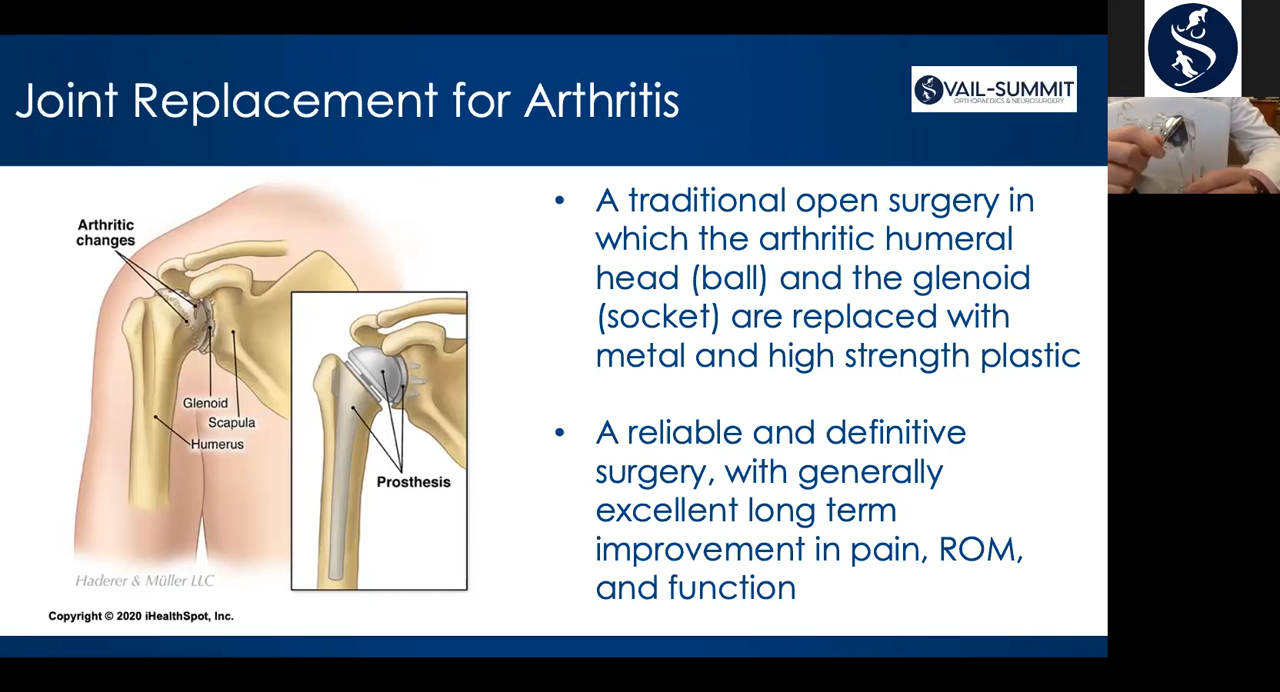 Joint Replacement for Arthritis
VAIL-SUMMIT
ORTHOPAEDICS & NEUROSURGERY
Arthritic
changes
Glenoid
Scapula
Humerus
Prosthesis
Haderer & Müller LLC
Copyright © 2020 iHealthSpot, Inc.
• A traditional open surgery in
which the arthritic humeral
head (ball) and the glenoid
(socket) are replaced with
metal and high strength plastic
• A reliable and definitive
surgery, with generally
excellent long term
improvement in pain, ROM,
and function